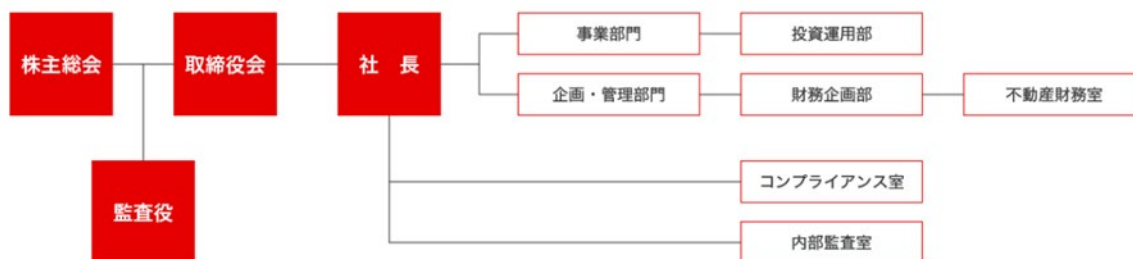 株主総会
取締役会
社 長
事業部門
投資運用部
企画・管理部門
財務企画部
不動産財務室
監査役
コンプライアンス室
内部監査室